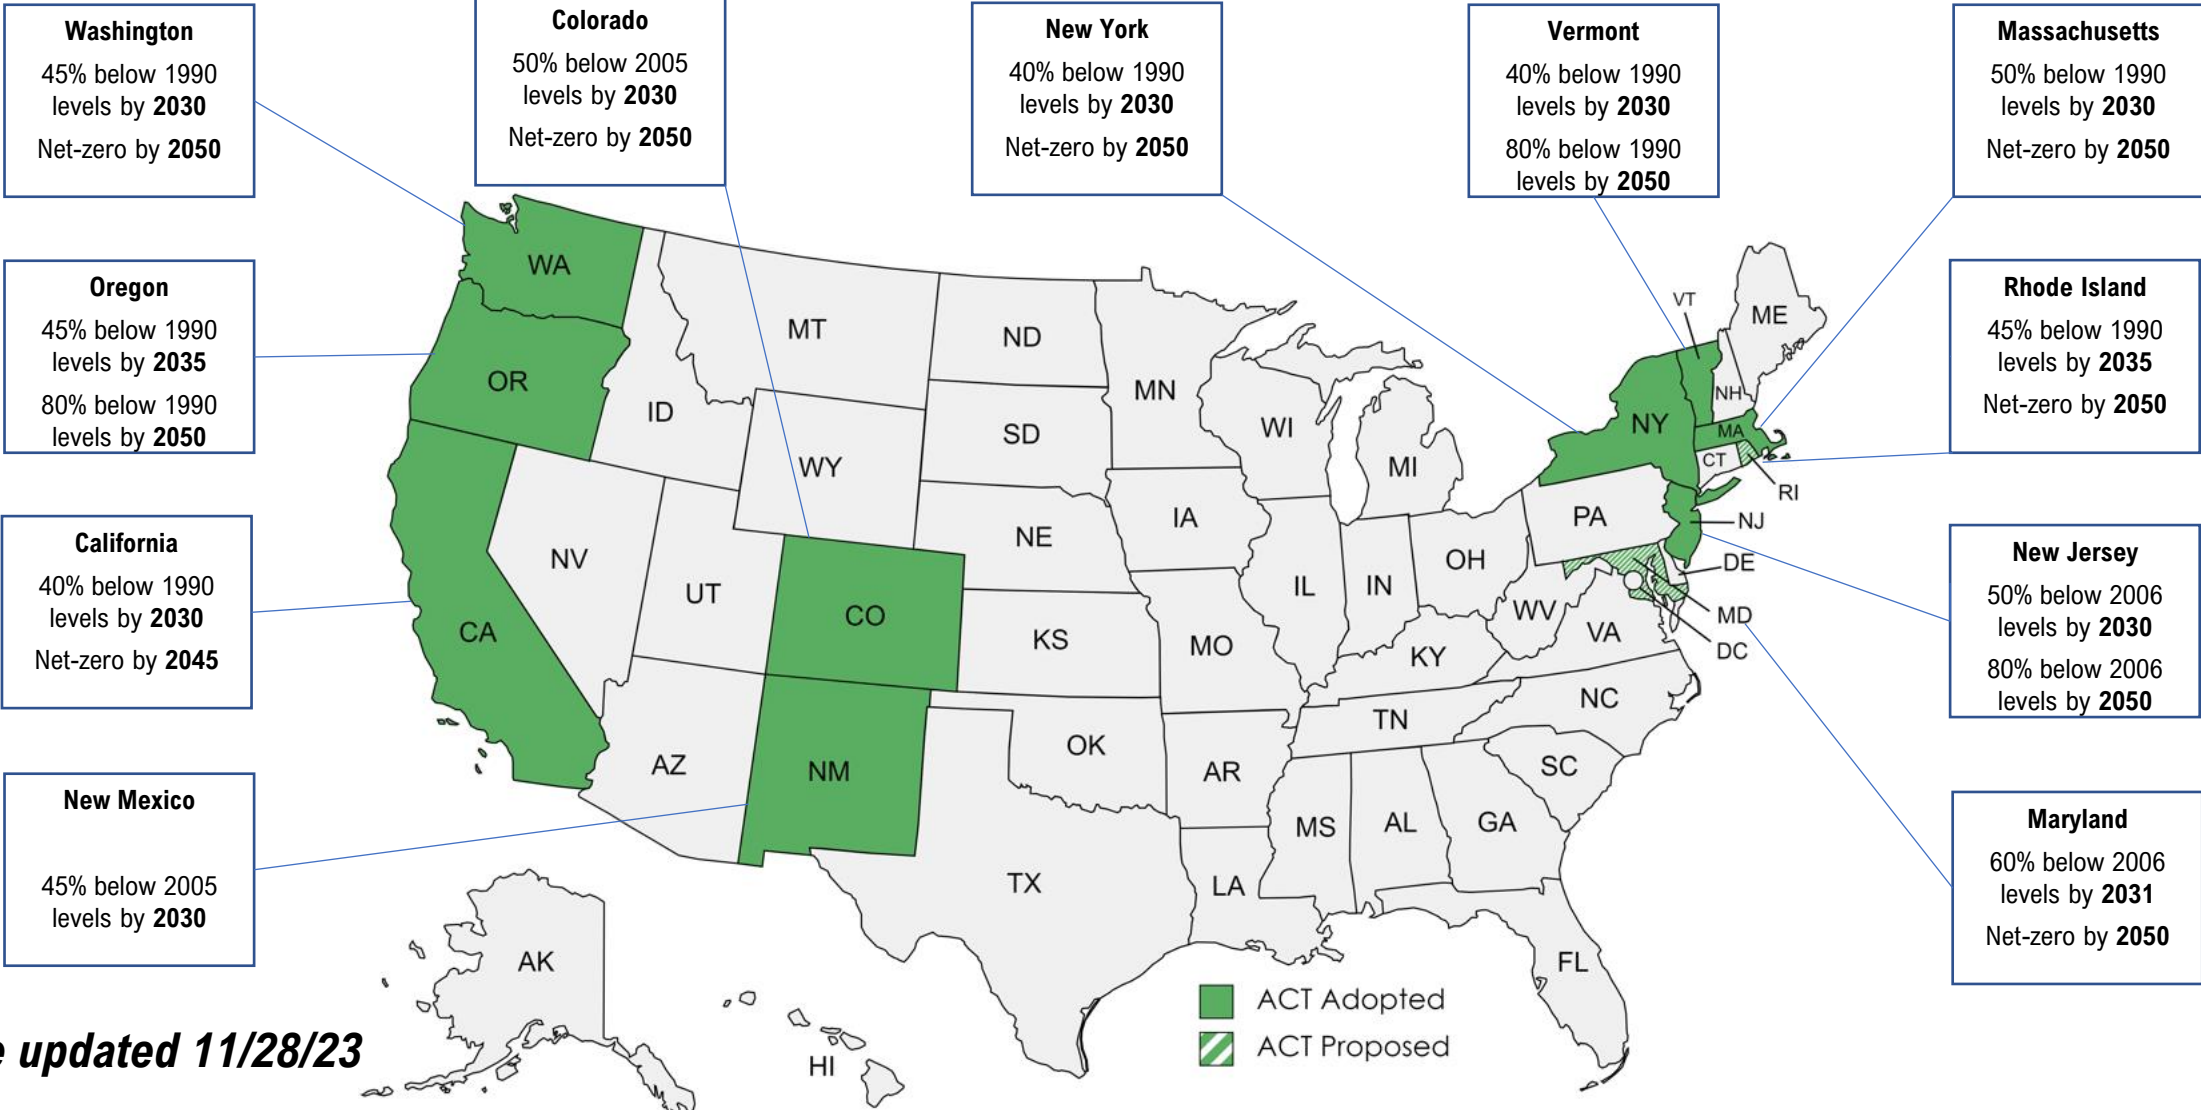 Washington
45% below 1990
levels by 2030
Net-zero by 2050
Colorado
50% below 2005
levels by 2030
Net-zero by 2050
New York
40% below 1990
levels by 2030
Net-zero by 2050
Vermont
40% below 1990
levels by 2030
80% below 1990
levels by 2050
Massachusetts
50% below 1990
levels by 2030
Net-zero by 2050
Oregon
45% below 1990
levels by 2035
80% below 1990
levels by 2050
Rhode Island
45% below 1990
levels by 2035
Net-zero by 2050
California
40% below 1990
levels by 2030
Net-zero by 2045
New Jersey
50% below 2006
levels by 2030
80% below 2006
levels by 2050
New Mexico
45% below 2005
levels by 2030
Maryland
60% below 2006
levels by 2031
Net-zero by 2050
WA
OR
CA
ID
NV
MT
WY
UT
CO
AZ
NM
ND
SD
NE
KS
OK
TX
MN
IA
MO
AR
LA
WI
IL
MI
IN
OH
KY
TN
MS
AL
GA
FL
SC
NC
VA
WV
PA
NY
VT
NH
ME
MA
CT
RI
NJ
DE
MD
DC
AK
HI
ACT Adopted
ACT Proposed
updated 11/28/23